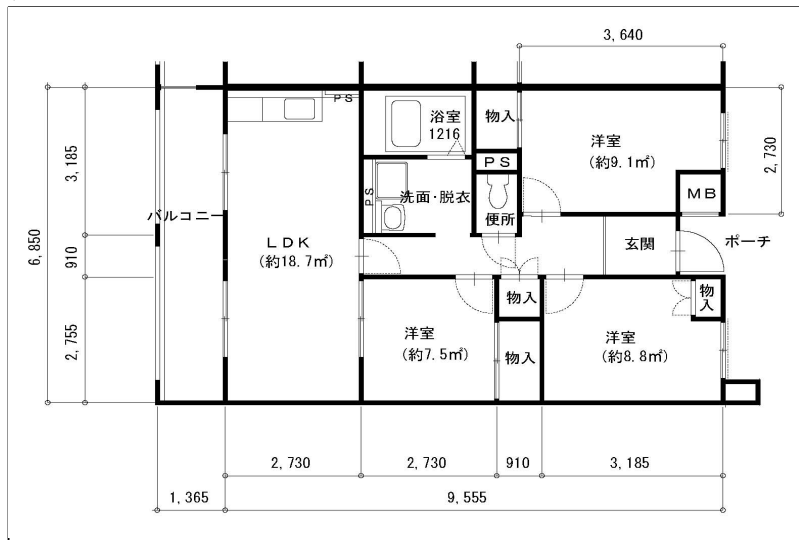 3,640
PS
浴室
1216
物入
洋室
(約9.1㎡)
3,185
2,730
PS
MB
PS
洗面・脱衣
便所
バルコニー
LDK
(約18.7㎡)
玄関
ポーチ
6,850
910
物入
物入
洋室
(約7.5㎡)
洋室
(約8.8㎡)
物入
2,755
2,730
2,730
910
3,185
1,365
9,555